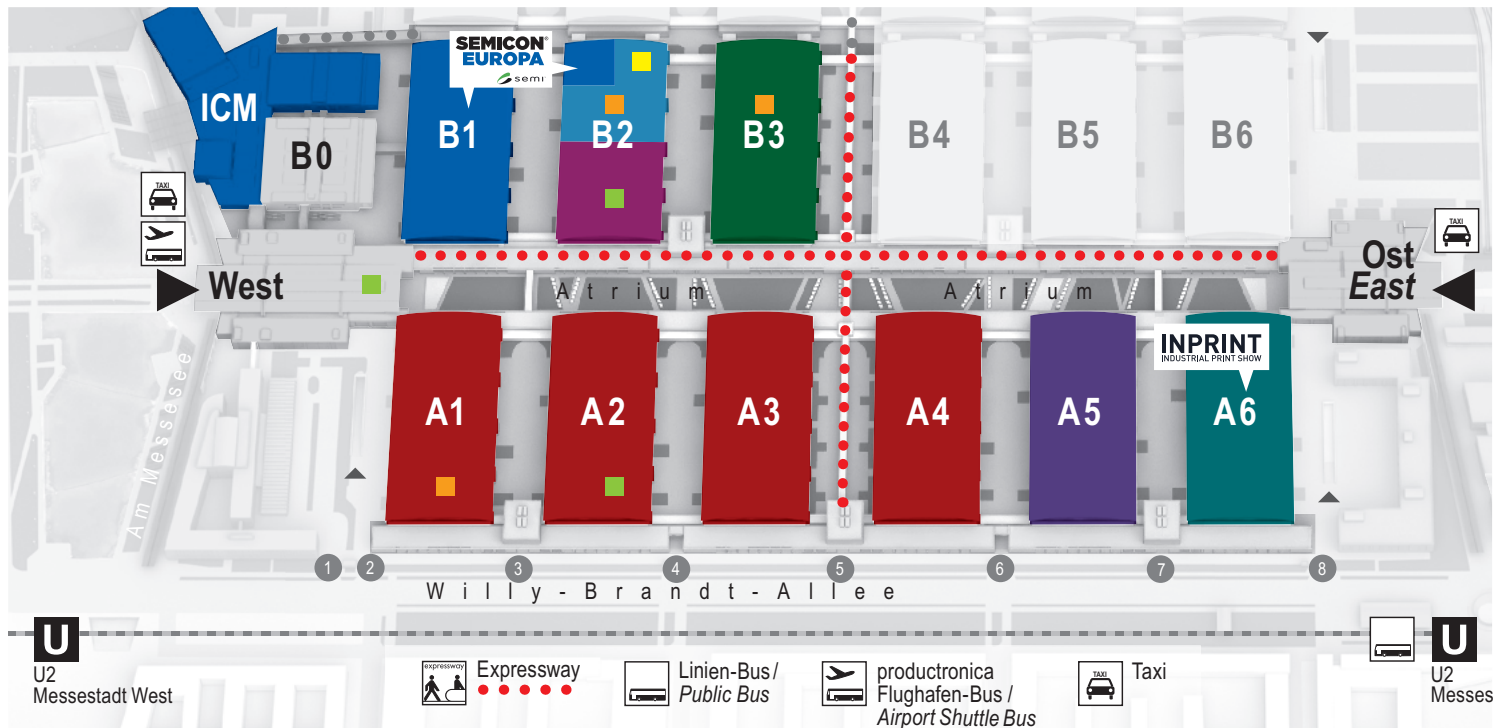 SEMICON®
EUROPA
semi
ICM
B0
B1
B2
B3
B4
B5
B6
TAXI
TAXI
West
Atrium
Atrium
Ost
East
INPRINT
INDUSTRIAL PRINT SHOW
A1
A2
A3
A4
A5
A6
Am Messesee
1
2
3
4
5
6
7
8
Willy-Brandt-Allee
U
U2
Messestadt West
expressway
Expressway
Linien-Bus /
Public Bus
productronica
Flughafen-Bus /
Airport Shuttle Bus
TAXI
Taxi
U
U2
Messes